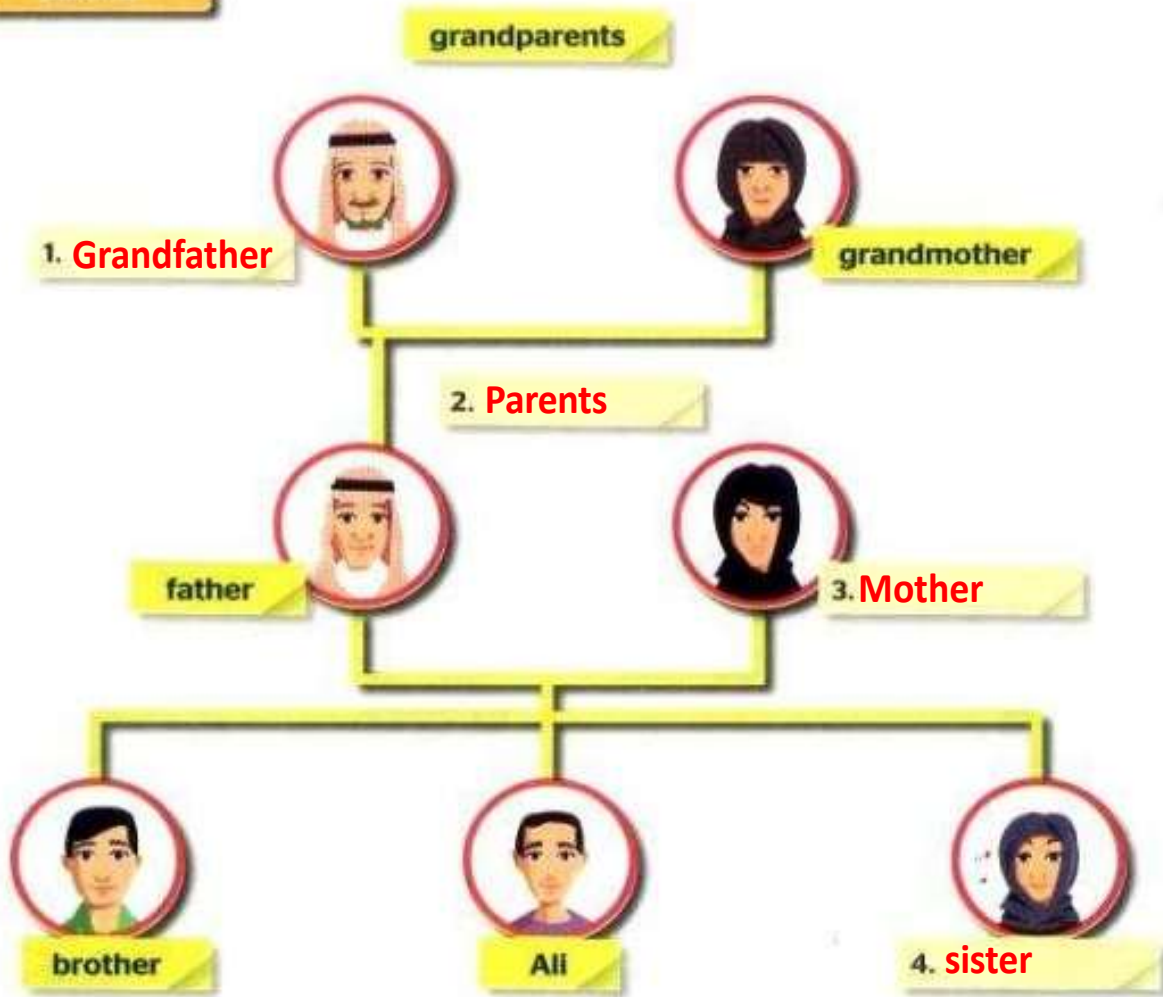 grandparents
1. Grandfather
grandmother
2. Parents
father
3. Mother
brother
Ali
4. sister